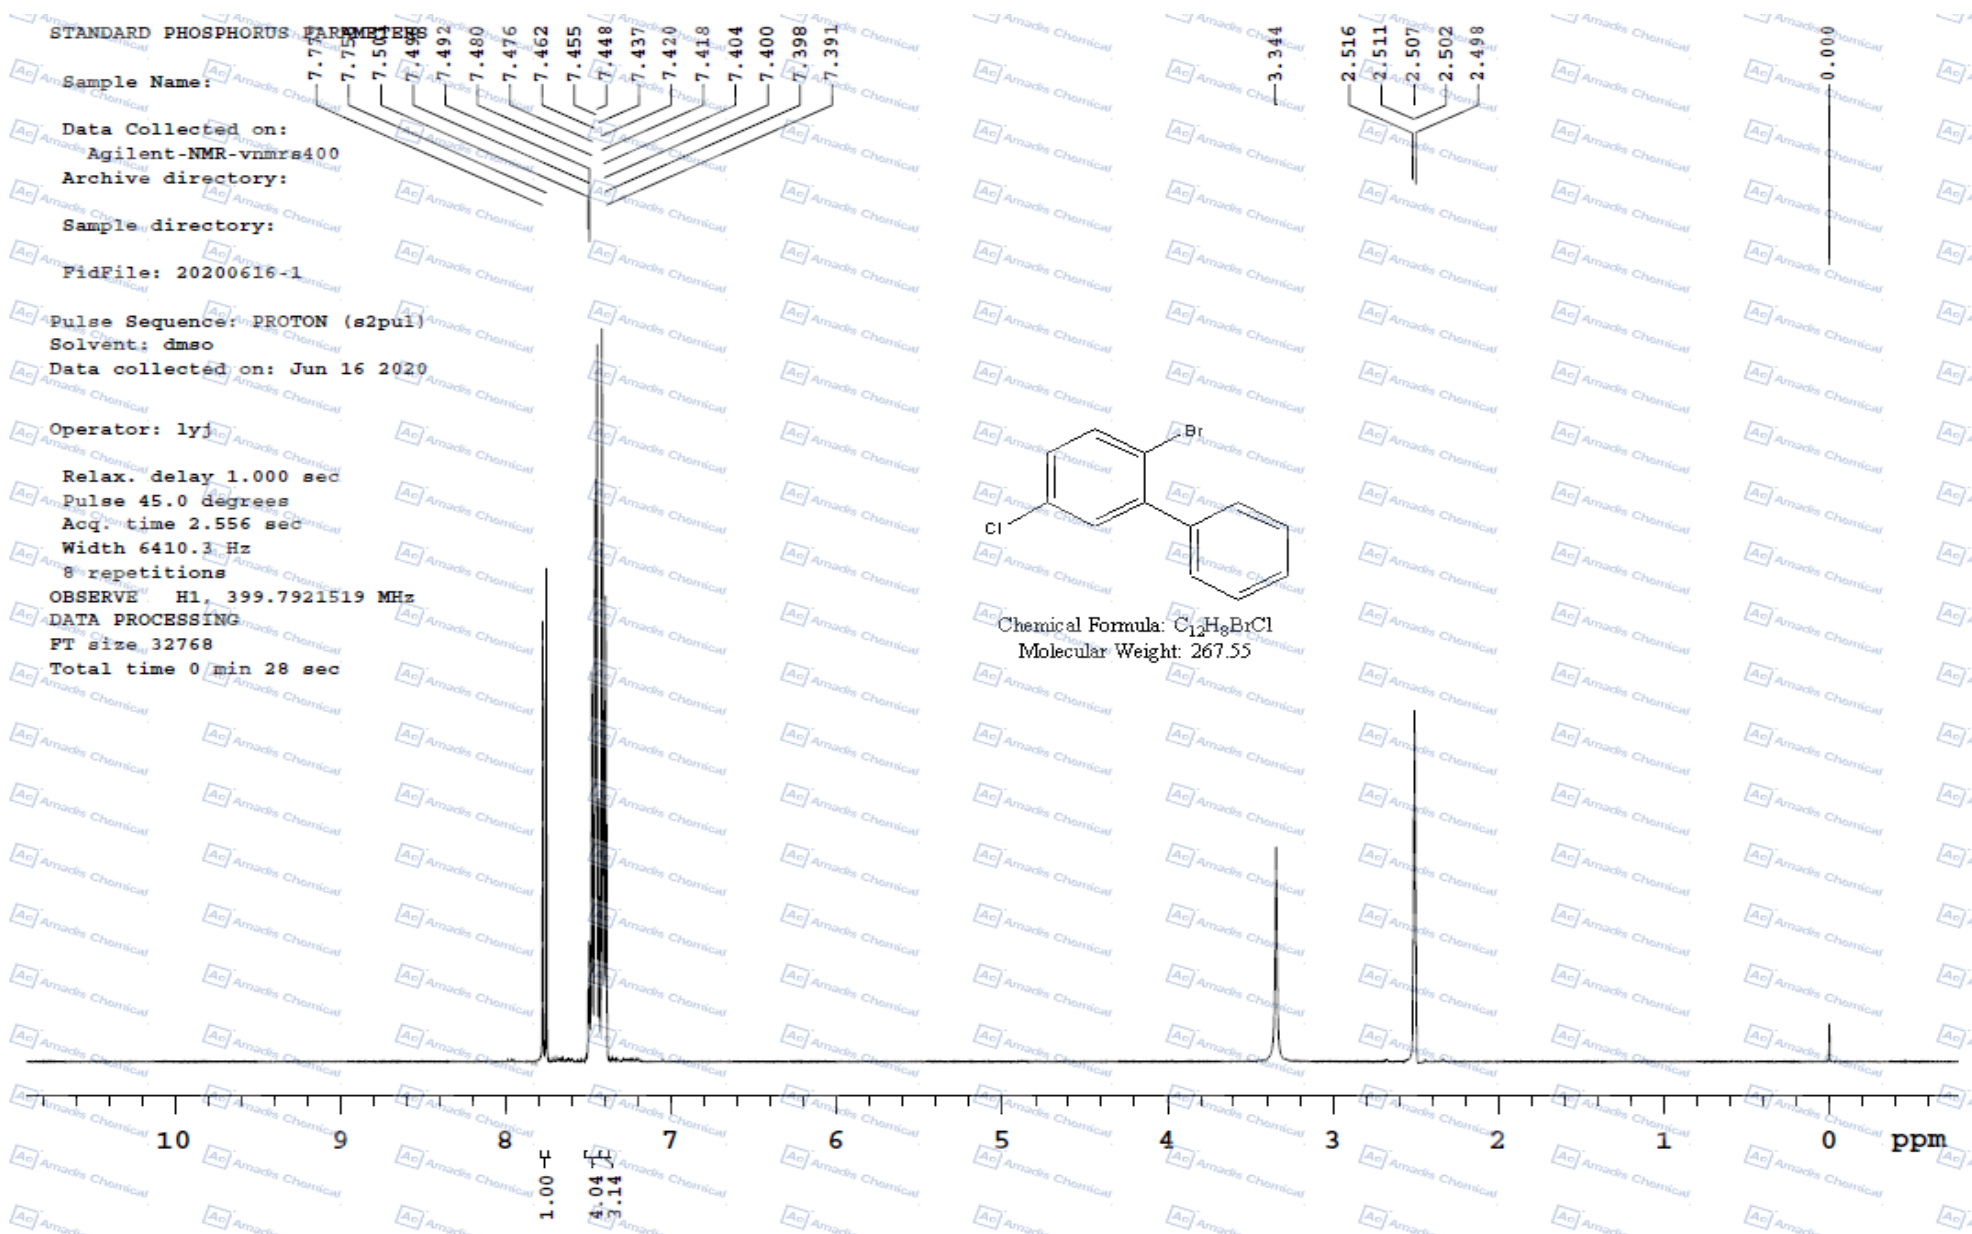 STANDARD PHOSPHORUS PARAMETERS
7.492 7.480 7.476 7.462 7.455 7.448 7.437 7.420 7.418 7.404 7.400 7.398 7.391
3.344
2.516 2.511 2.507 2.502 2.498
0.000
Sample Name:
Data Collected on:
Agilent-NMR-vnmrs400
Archive directory:
Sample directory:
FidFile: 20200616-1
Pulse Sequence: PROTON (s2pul)
Solvent: dmso
Data collected on: Jun 16 2020
Operator: lyj
Relax. delay 1.000 sec
Pulse 45.0 degrees
Acq. time 2.556 sec
Width 6410.3 Hz
8 repetitions
OBSERVE H1, 399.7921519 MHz
DATA PROCESSING
FT size 32768
Total time 0 min 28 sec
Br
Cl
Chemical Formula: C12H8BrCl
Molecular Weight: 267.55
10 9 8 7 6 5 4 3 2 1 0 ppm
1.00
4.04
3.14
Ac Amadis Chemical